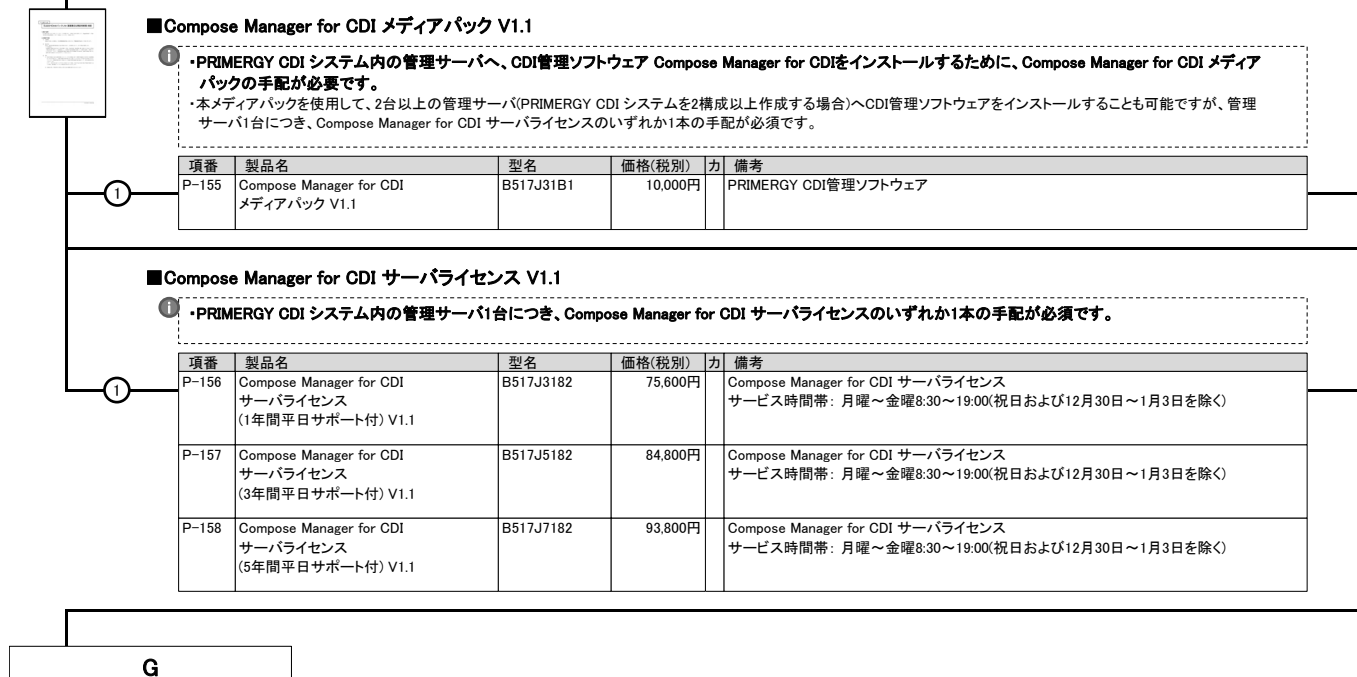 ■Compose Manager for CDI メディアパック V1.1
・PRIMERGY CDI システム内の管理サーバへ、CDI管理ソフトウェア Compose Manager for CDIをインストールするために、Compose Manager for CDI メディア
パックの手配が必要です。
・本メディアパックを使用して、2台以上の管理サーバ(PRIMERGY CDI システムを2構成以上作成する場合)へCDI管理ソフトウェアをインストールすることも可能ですが、管理
サーバ1台につき、Compose Manager for CDI サーバライセンスのいずれか1本の手配が必須です。
項番 製品名 型名 価格(税別) カ 備考
① P-155 Compose Manager for CDI B517J31B1 10,000円 PRIMERGY CDI管理ソフトウェア
メディアパック V1.1
■Compose Manager for CDI サーバライセンス V1.1
・PRIMERGY CDI システム内の管理サーバ1台につき、Compose Manager for CDI サーバライセンスのいずれか1本の手配が必須です。
項番 製品名 型名 価格(税別) カ 備考
① P-156 Compose Manager for CDI B517J3182 75,600円 Compose Manager for CDI サーバライセンス
サーバライセンス サービス時間帯: 月曜～金曜8:30～19:00(祝日および12月30日～1月3日を除く)
(1年間平日サポート付) V1.1
P-157 Compose Manager for CDI B517J5182 84,800円 Compose Manager for CDI サーバライセンス
サーバライセンス サービス時間帯: 月曜～金曜8:30～19:00(祝日および12月30日～1月3日を除く)
(3年間平日サポート付) V1.1
P-158 Compose Manager for CDI B517J7182 93,800円 Compose Manager for CDI サーバライセンス
サーバライセンス サービス時間帯: 月曜～金曜8:30～19:00(祝日および12月30日～1月3日を除く)
(5年間平日サポート付) V1.1
G